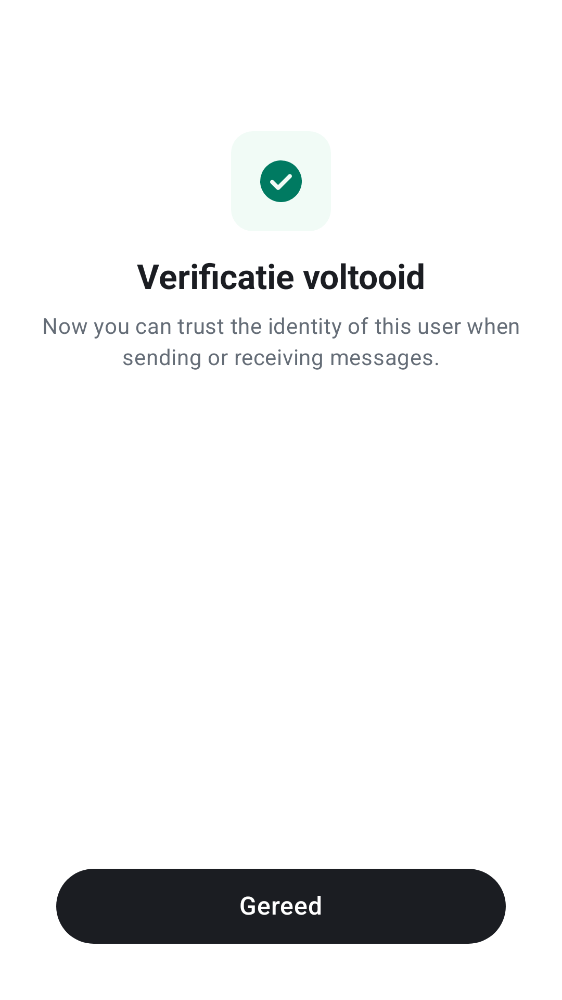 Verificatie voltooid
Now you can trust the identity of this user when
sending or receiving messages.
Gereed